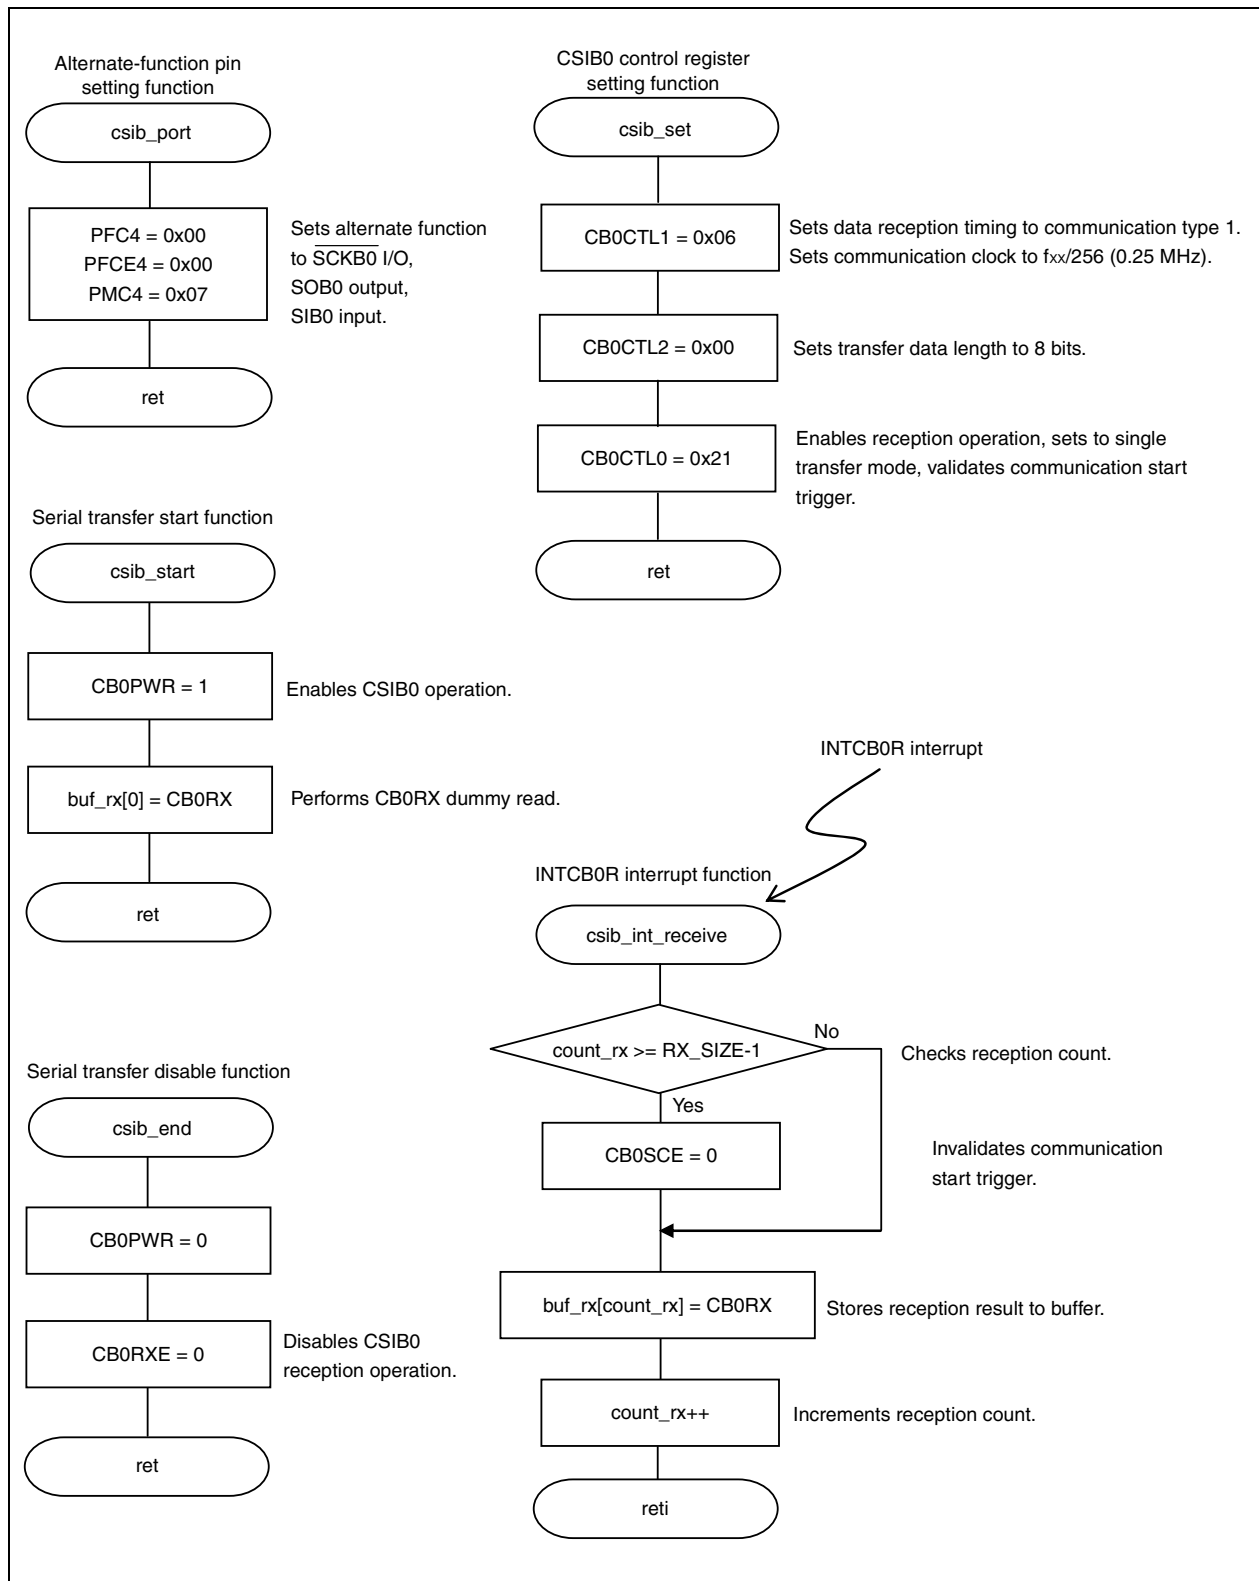 Alternate-function pin
setting function
csib_port
PFC4 = 0x00
PFCE4 = 0x00
PMC4 = 0x07
Sets alternate function
to SCKB0 I/O,
SOB0 output,
SIB0 input.
ret
CSIB0 control register
setting function
csib_set
CB0CTL1 = 0x06
Sets data reception timing to communication type 1.
Sets communication clock to fxx/256 (0.25 MHz).
CB0CTL2 = 0x00
Sets transfer data length to 8 bits.
CB0CTL0 = 0x21
Enables reception operation, sets to single
transfer mode, validates communication start
trigger.
ret
Serial transfer start function
csib_start
CB0PWR = 1
Enables CSIB0 operation.
buf_rx[0] = CB0RX
Performs CB0RX dummy read.
ret
INTCB0R interrupt
INTCB0R interrupt function
csib_int_receive
count_rx >= RX_SIZE-1
No
Checks reception count.
Yes
CB0SCE = 0
Invalidates communication
start trigger.
buf_rx[count_rx] = CB0RX
Stores reception result to buffer.
count_rx++
Increments reception count.
reti
Serial transfer disable function
csib_end
CB0PWR = 0
CB0RXE = 0
Disables CSIB0
reception operation.
ret